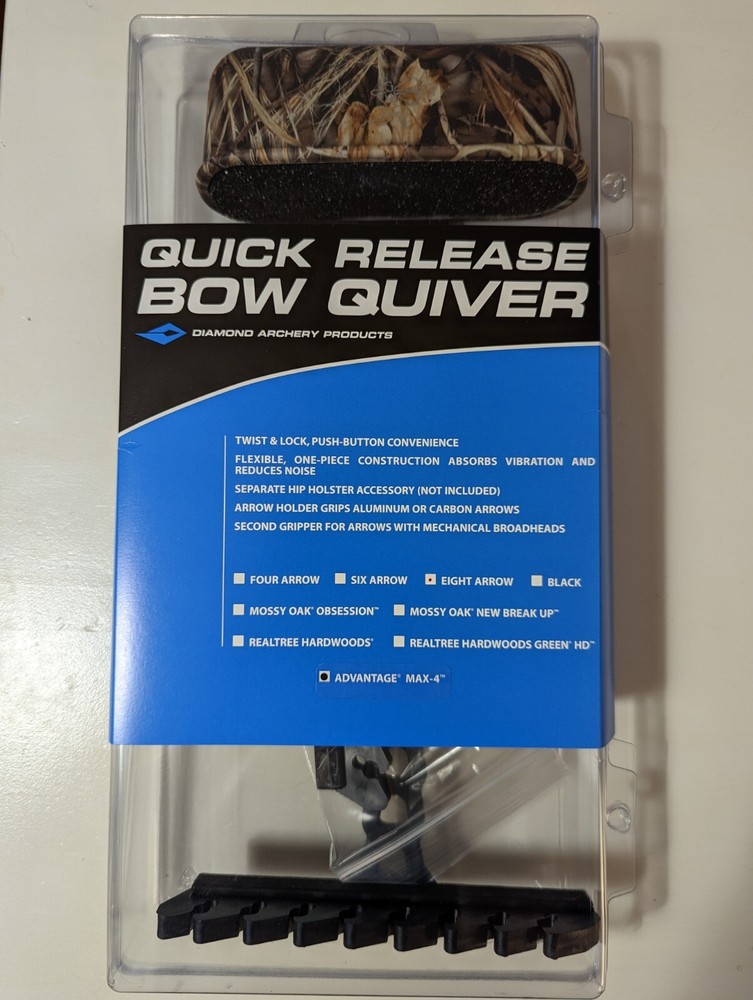 QUICK RELEASE
BOW QUIVER
DIAMOND ARCHERY PRODUCTS
TWIST & LOCK, PUSH-BUTTON CONVENIENCE
FLEXIBLE, ONE-PIECE CONSTRUCTION ABSORBS VIBRATION AND
REDUCES NOISE
SEPARATE HIP HOLSTER ACCESSORY (NOT INCLUDED)
ARROW HOLDER GRIPS ALUMINUM OR CARBON ARROWS
SECOND GRIPPER FOR ARROWS WITH MECHANICAL BROADHEADS
FOUR ARROW SIX ARROW EIGHT ARROW BLACK
MOSSY OAK® OBSESSION™ MOSSY OAK® NEW BREAK UP™
REALTREE HARDWOODS® REALTREE HARDWOODS GREEN® HD™
ADVANTAGE® MAX-4™